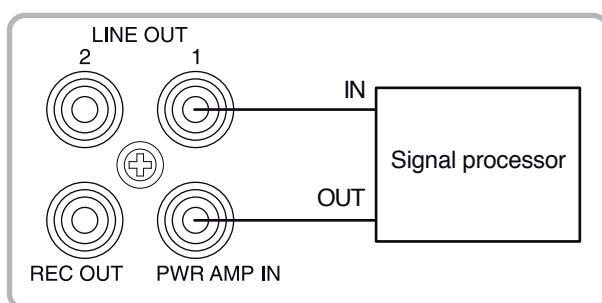 LINE OUT
2 1
IN
Signal processor
OUT
REC OUT PWR AMP IN